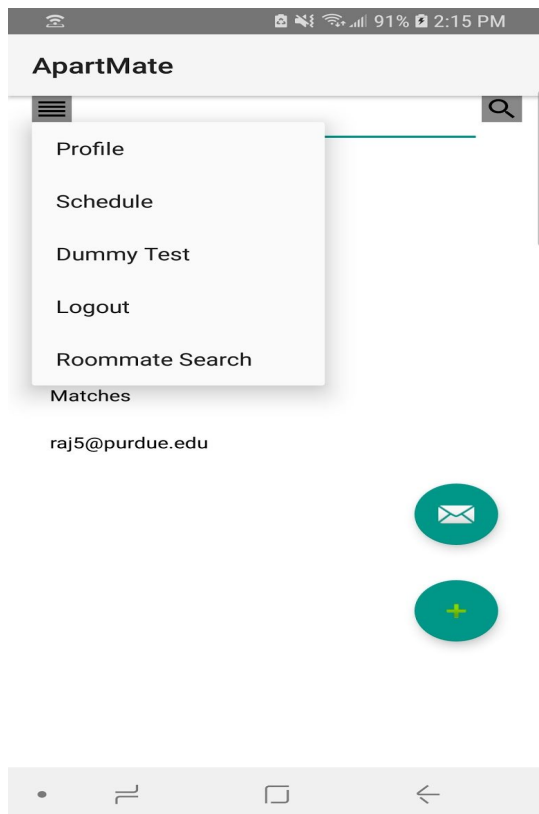 91% 2:15 PM
ApartMate
Profile
Schedule
Dummy Test
Logout
Roommate Search
Matches
raj5@purdue.edu